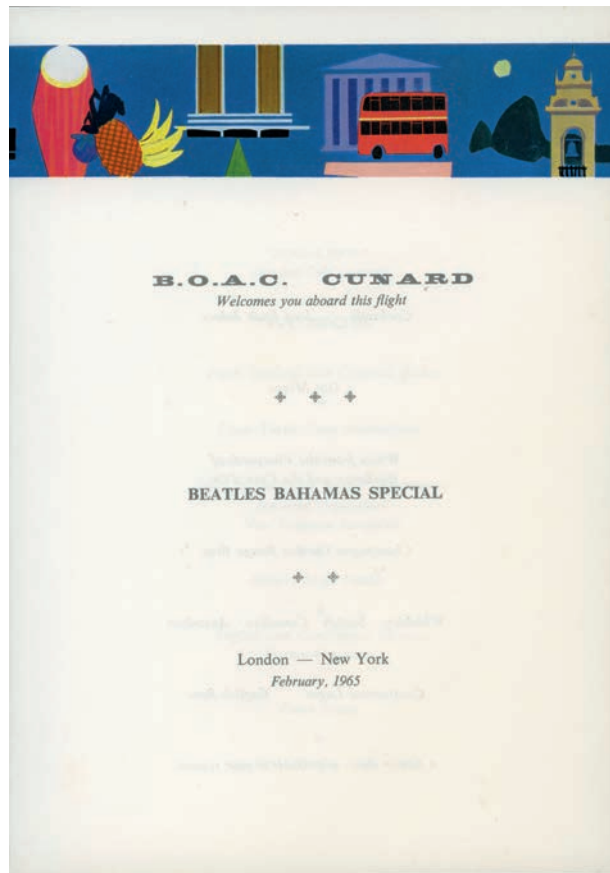 B.O.A.C. CUNARD
Welcomes you aboard this flight
BEATLES BAHAMAS SPECIAL
London — New York
February, 1965